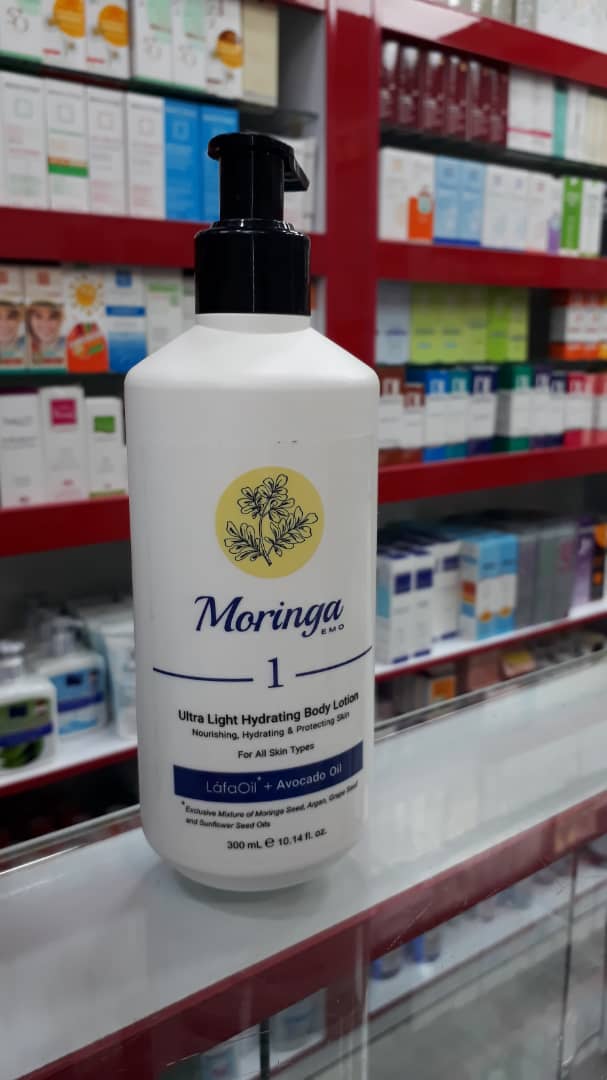 Moringa
EMO
1
Ultra Light Hydrating Body Lotion
Nourishing, Hydrating & Protecting Skin
For All Skin Types
LáfaOil* + Avocado Oil
*Exclusive Mixture of Moringa Seed, Argan, Grape Seed
and Sunflower Seed Oils
300 mL ℮ 10.14 fl. oz.